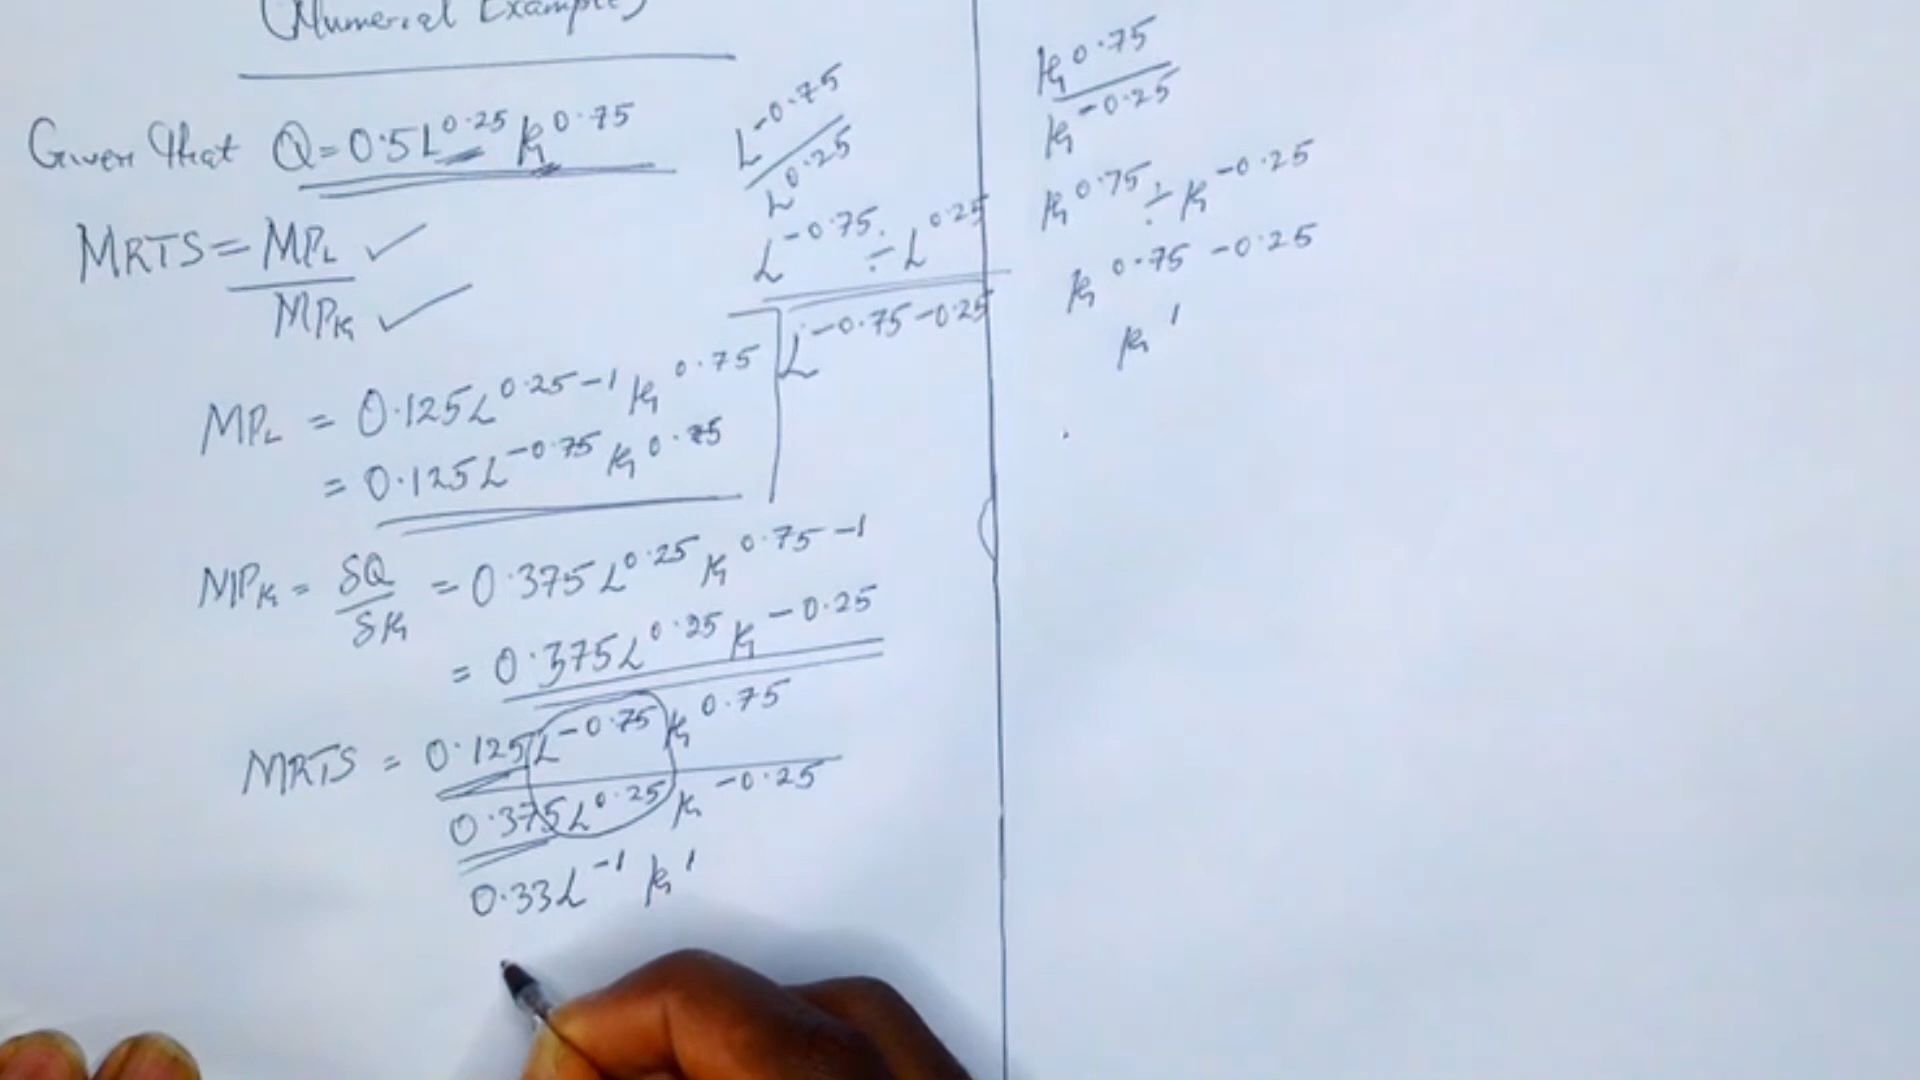 (Numerical Example)
Given that Q=0.5L^0.25 K^0.75
MRTS = MPL
MPK
MPL = 0.125L^0.25-1 K^0.75
= 0.125L^-0.75 K^0.75
MPK = δQ = 0.375L^0.25 K^0.75-1
δK
= 0.375L^0.25 K^-0.25
MRTS = 0.125L^-0.75 K^0.75
0.375L^0.25 K^-0.25
0.33L^-1 K^1
L^-0.75
L^0.25
L^-0.75 ÷ L^0.25
L^-0.75-0.25
K^0.75
K^-0.25
K^0.75 ÷ K^-0.25
K^0.75 -0.25
K^1